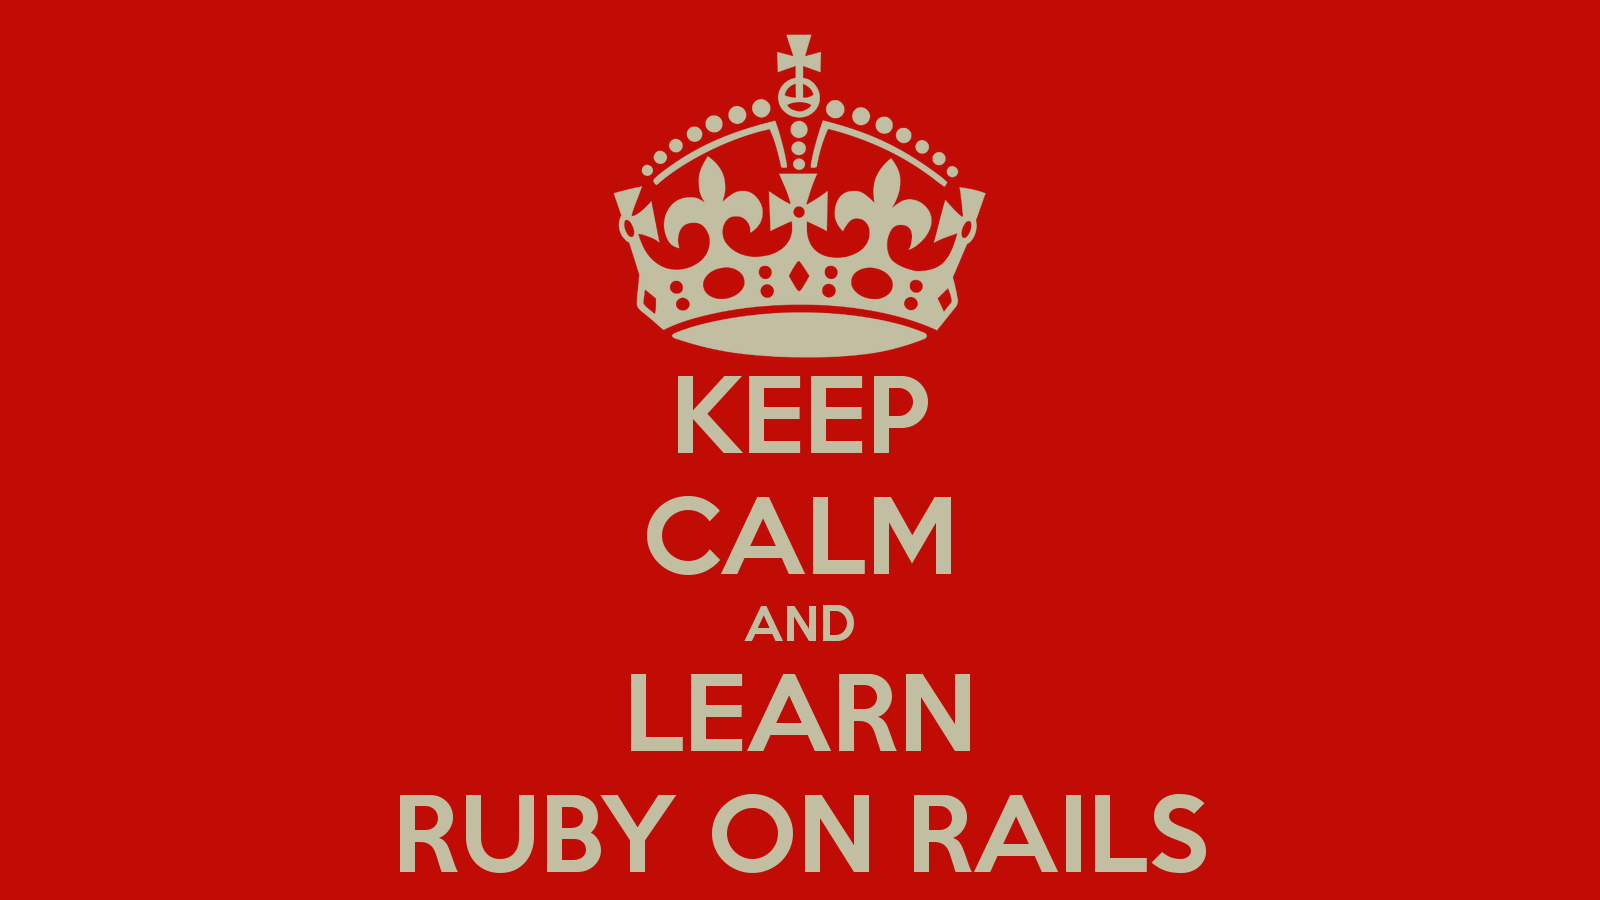 KEEP
CALM
AND
LEARN
RUBY ON RAILS